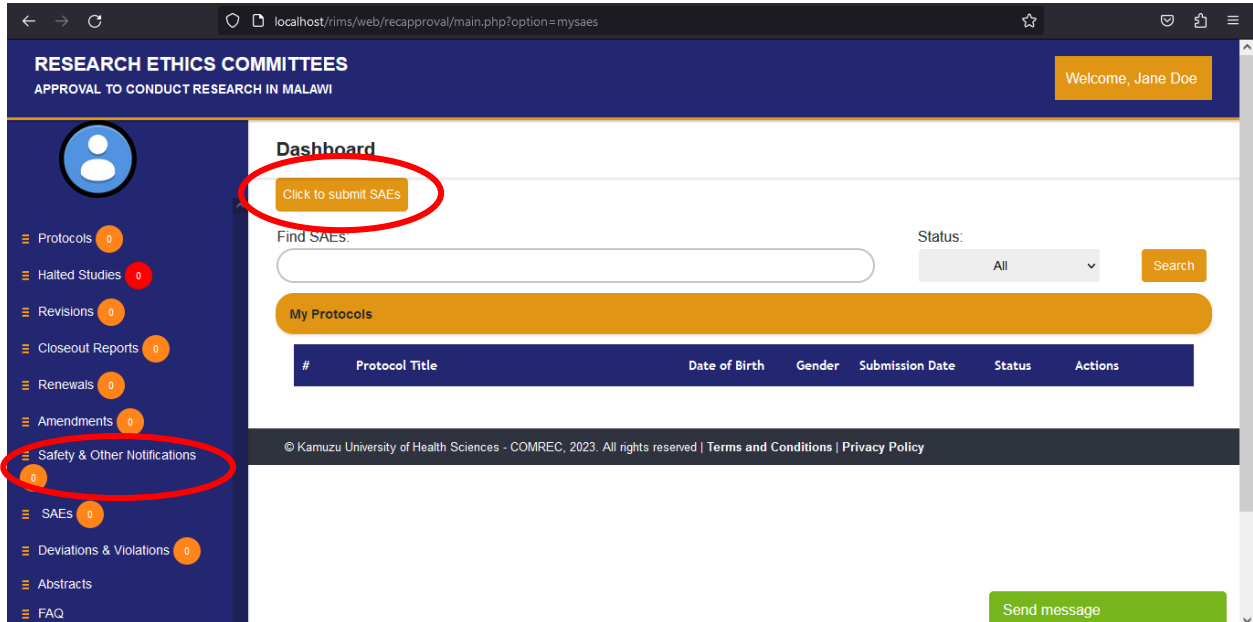 localhost/rims/web/recapproval/main.php?option=mysaes
RESEARCH ETHICS COMMITTEES
APPROVAL TO CONDUCT RESEARCH IN MALAWI
Welcome, Jane Doe
Protocols 0
Halted Studies 0
Revisions 0
Closeout Reports 0
Renewals 0
Amendments 0
Safety & Other Notifications
0
SAEs 0
Deviations & Violations 0
Abstracts
FAQ
Dashboard
Click to submit SAEs
Find SAEs:
Status:
All
Search
My Protocols
# Protocol Title Date of Birth Gender Submission Date Status Actions
© Kamuzu University of Health Sciences - COMREC, 2023. All rights reserved | Terms and Conditions | Privacy Policy
Send message